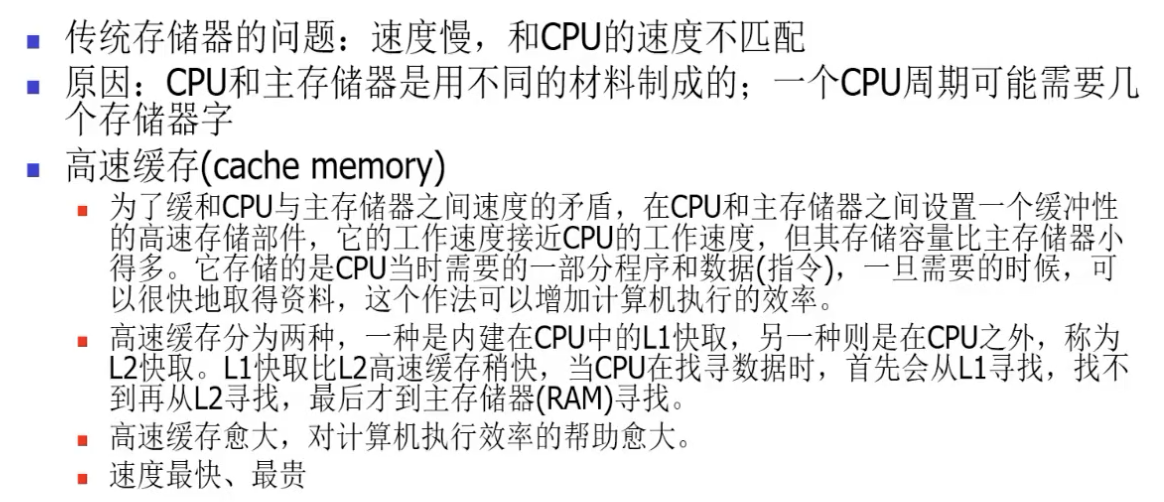 传统存储器的问题：速度慢，和CPU的速度不匹配
原因：CPU和主存储器是用不同的材料制成的；一个CPU周期可能需要几
个存储器字
高速缓存(cache memory)
为了缓和CPU与主存储器之间速度的矛盾，在CPU和主存储器之间设置一个缓冲性
的高速存储部件，它的工作速度接近CPU的工作速度，但其存储容量比主存储器小
得多。它存储的是CPU当时需要的一部分程序和数据(指令)，一旦需要的时候，可
以很快地取得资料，这个作法可以增加计算机执行的效率。
高速缓存分为两种，一种是内建在CPU中的L1快取，另一种则是在CPU之外，称为
L2快取。L1快取比L2高速缓存稍快，当CPU在找寻数据时，首先会从L1寻找，找不
到再从L2寻找，最后才到主存储器(RAM)寻找。
高速缓存愈大，对计算机执行效率的帮助愈大。
速度最快、最贵